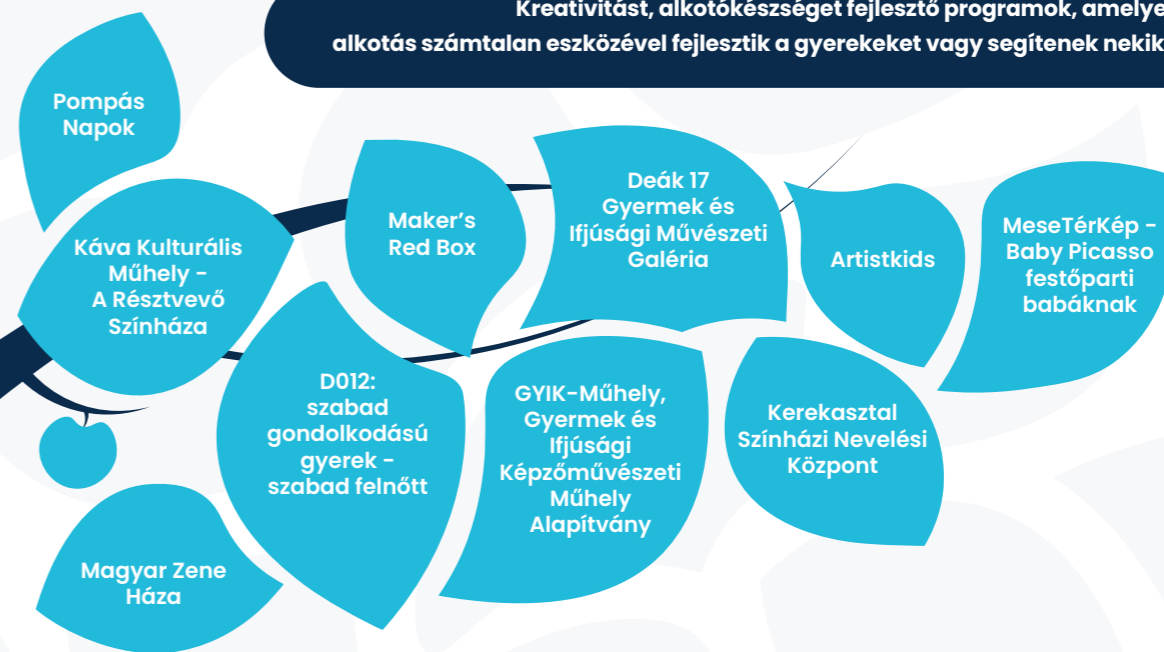 Kreativitást, alkotókészséget fejlesztő programok,
alkotás számtalan eszközével fejlesztik a gyerekeket vagy segítenek nekik
Pompás
Napok
Káva Kulturális
Műhely -
A Résztvevő
Színháza
Maker's
Red Box
Deák 17
Gyermek és
Ifjúsági Művészeti
Galéria
Artistkids
MeseTérKép -
Baby Picasso
festőparti
babáknak
D012:
szabad
gondolkodású
gyerek -
szabad felnőtt
GYIK-Műhely,
Gyermek és
Ifjúsági
Képzőművészeti
Műhely
Alapítvány
Kerekasztal
Színházi Nevelési
Központ
Magyar Zene
Háza